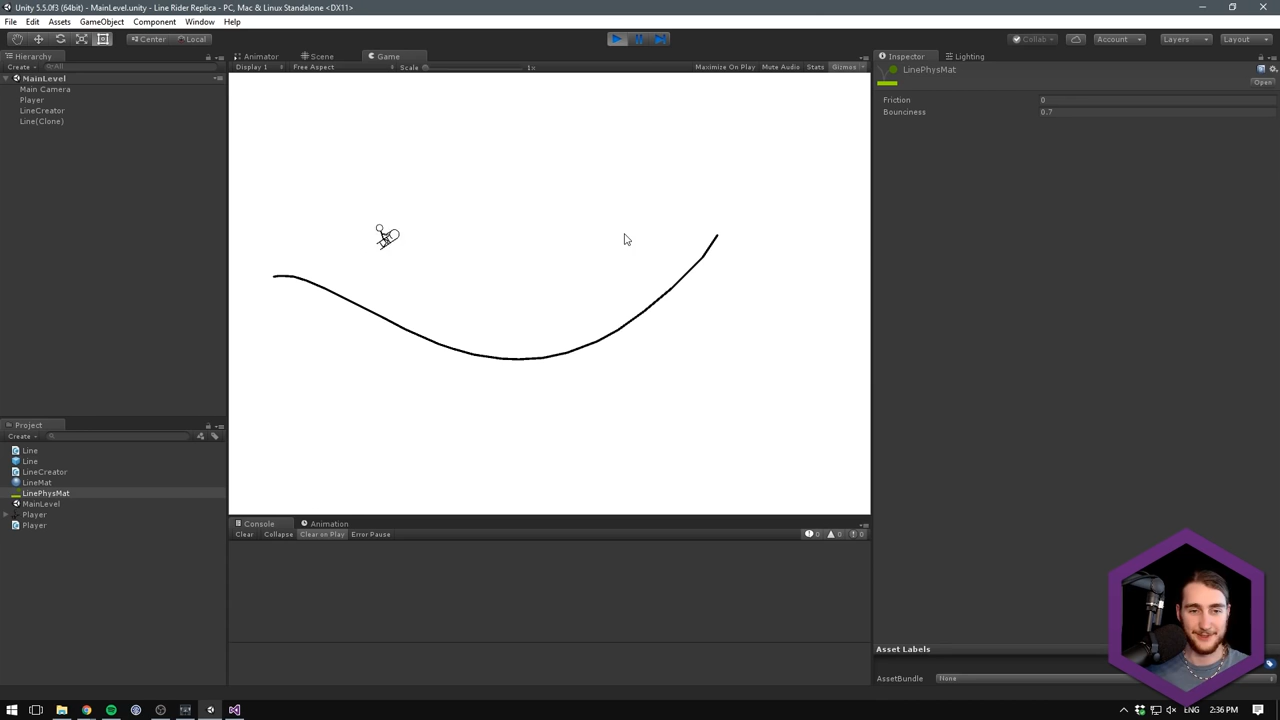 Unity 5.5.0f3 (64bit) - MainLevel.unity - Line Rider Replica - PC, Mac & Linux Standalone <DX11>
File Edit Assets GameObject Component Window Help
Center Local Collab Account Layers Layout
Hierarchy Animator Scene Game Inspector Lighting
Create All Display 1 Free Aspect Scale 1x Maximize On Play Mute Audio Stats Gizmos LinePhysMat
MainLevel Open
Main Camera
Player Friction 0
LineCreator Bounciness 0.7
Line(Clone)
Project
Create
Line
Line
LineCreator
LineMat
LinePhysMat
MainLevel
Player
Player
Console Animation
Clear Collapse Clear on Play Error Pause 0 0 0
Asset Labels
AssetBundle None
ENG 2:36 PM